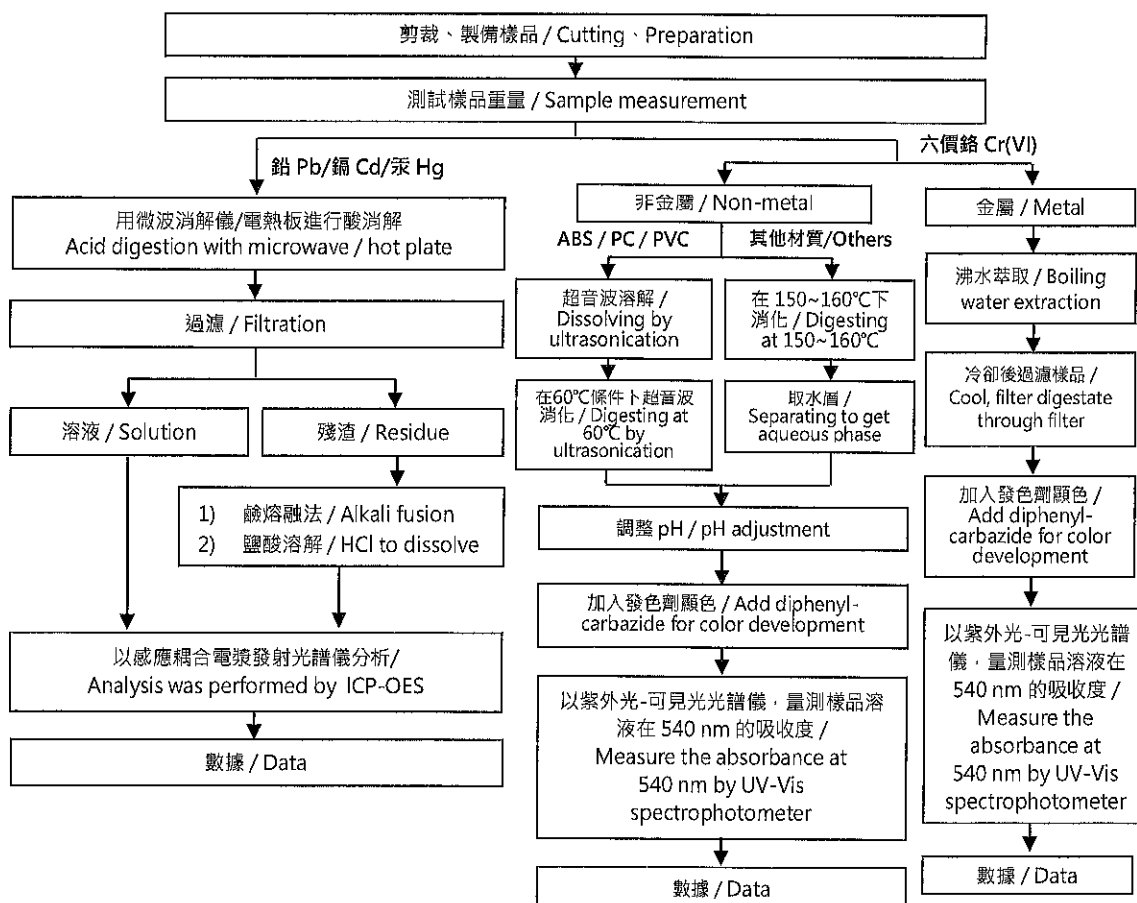 剪裁、製備樣品 / Cutting、Preparation
測試樣品重量 / Sample measurement
鉛 Pb/鎘 Cd/汞 Hg
六價鉻 Cr(VI)
用微波消解儀/電熱板進行酸消解
Acid digestion with microwave / hot plate
非金屬 / Non-metal
金屬 / Metal
ABS / PC / PVC
其他材質/Others
過濾 / Filtration
超音波溶解 /
Dissolving by
ultrasonication
在 150~160℃下
消化 / Digesting
at 150~160℃
沸水萃取 / Boiling
water extraction
溶液 / Solution
殘渣 / Residue
在60℃條件下超音波
消化 / Digesting at
60℃ by
ultrasonication
取水層 /
Separating to get
aqueous phase
冷卻後過濾樣品 /
Cool, filter digestate
through filter
1) 鹼熔融法 / Alkali fusion
2) 鹽酸溶解 / HCl to dissolve
調整 pH / pH adjustment
加入發色劑顯色 /
Add diphenyl-
carbazide for color
development
加入發色劑顯色 / Add diphenyl-
carbazide for color development
以感應耦合電漿發射光譜儀分析/
Analysis was performed by ICP-OES
以紫外光-可見光光譜儀，量測樣品溶
液在 540 nm 的吸收度 /
Measure the absorbance at
540 nm by UV-Vis
spectrophotometer
以紫外光-可見光光譜
儀，量測樣品溶液在
540 nm 的吸收度 /
Measure the
absorbance at
540 nm by UV-Vis
spectrophotometer
數據 / Data
數據 / Data
數據 / Data